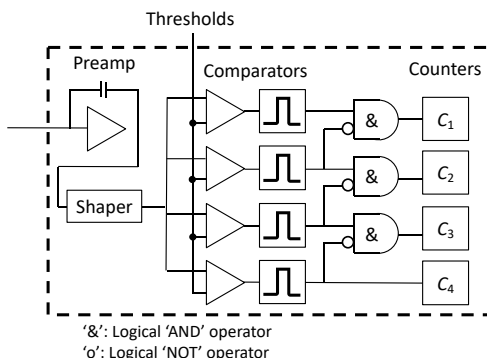 Thresholds
Preamp
Comparators
Counters
& C1
& C2
Shaper
& C3
C4
‘&’: Logical ‘AND’ operator
‘o’: Logical ‘NOT’ operator